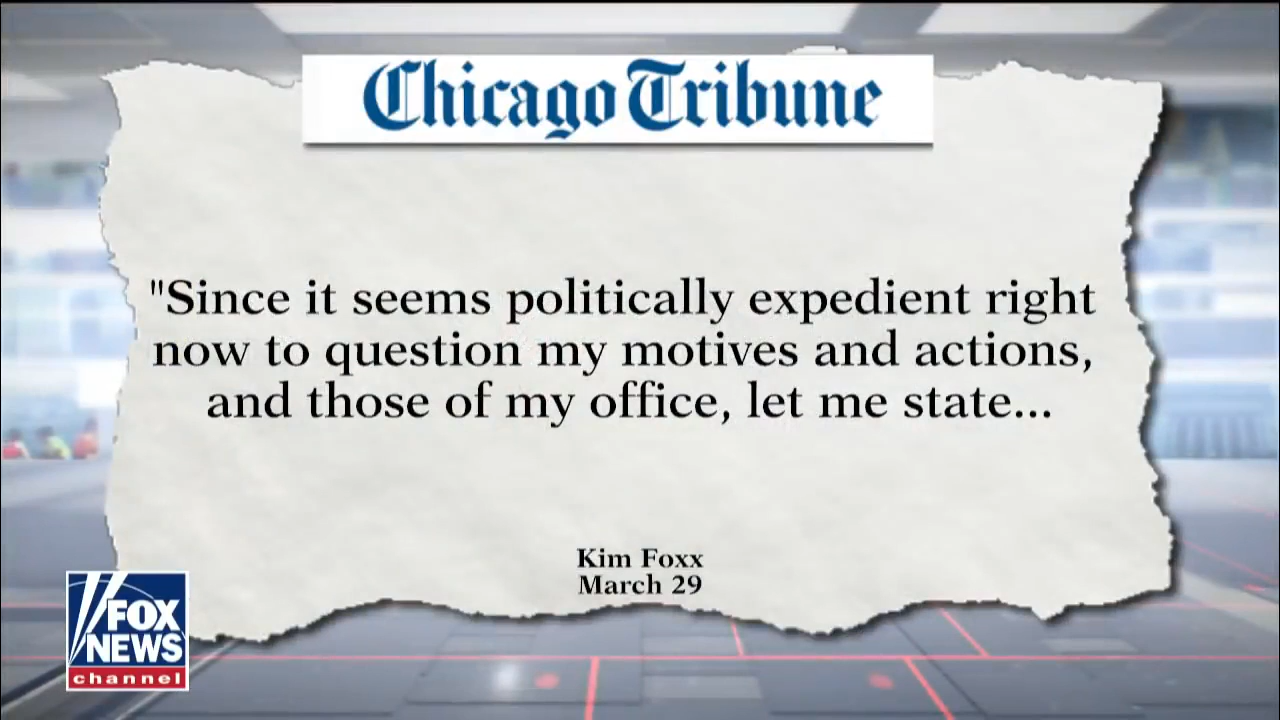 Chicago Tribune
"Since it seems politically expedient right
now to question my motives and actions,
and those of my office, let me state...
Kim Foxx
March 29
FOX
NEWS
channel